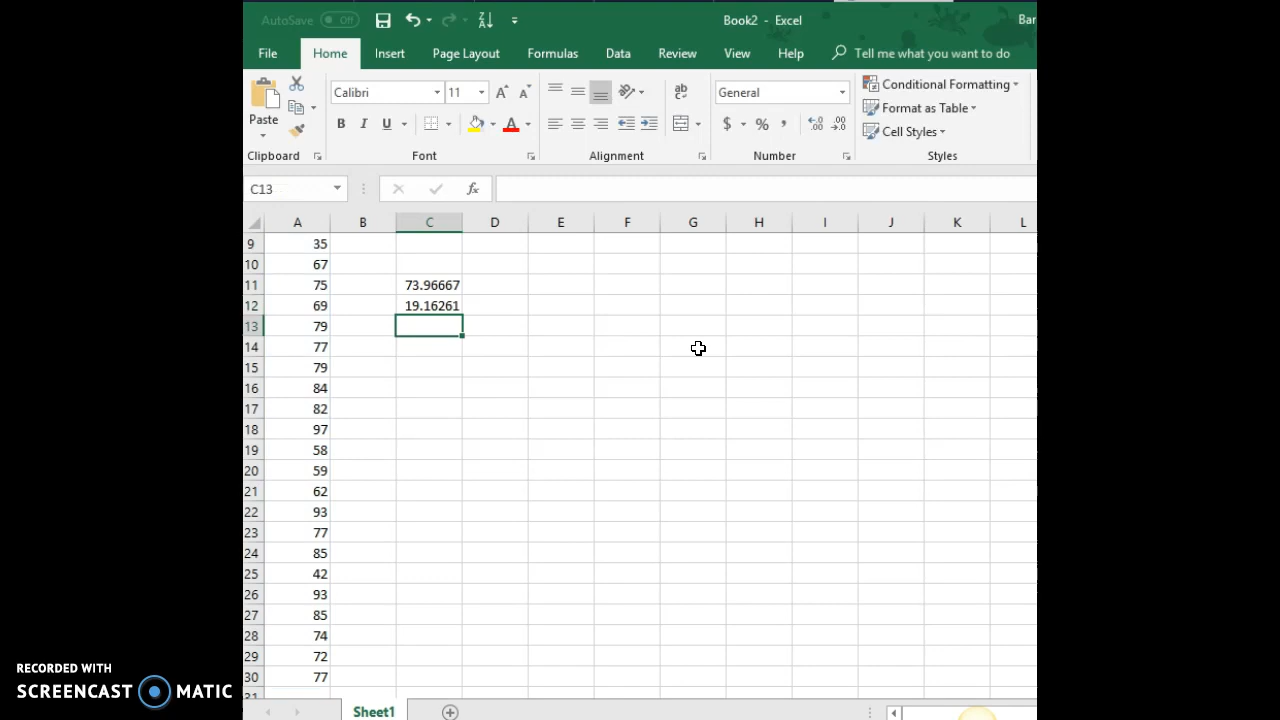 AutoSave Off Book2 - Excel Bar
File Home Insert Page Layout Formulas Data Review View Help Tell me what you want to do
Paste Calibri 11 General Conditional Formatting
Format as Table
B I U $ % , Cell Styles
Clipboard Font Alignment Number Styles
C13 fx
A B C D E F G H I J K L
9 35
10 67
11 75 73.96667
12 69 19.16261
13 79
14 77
15 79
16 84
17 82
18 97
19 58
20 59
21 62
22 93
23 77
24 85
25 42
26 93
27 85
28 74
29 72
30 77
Sheet1
RECORDED WITH
SCREENCAST MATIC